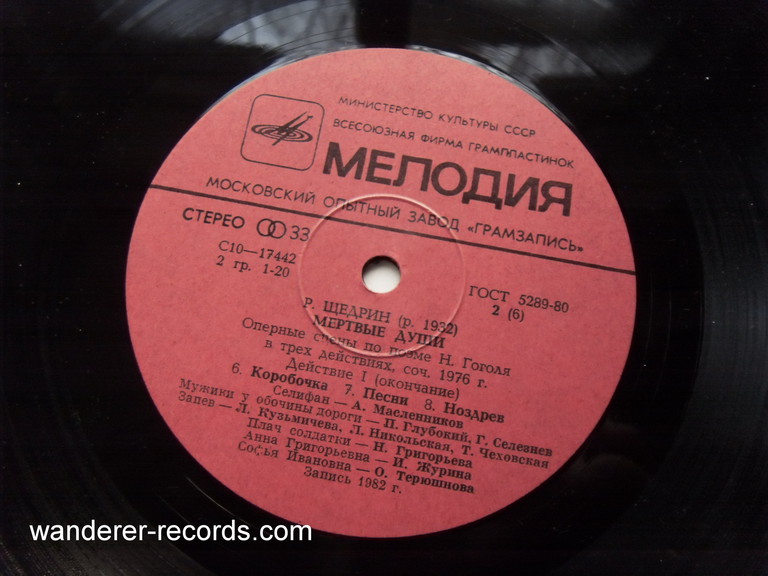 МИНИСТЕРСТВО КУЛЬТУРЫ СССР
ВСЕСОЮЗНАЯ ФИРМА ГРАМПЛАСТИНОК
МЕЛОДИЯ
МОСКОВСКИЙ ОПЫТНЫЙ ЗАВОД «ГРАМЗАПИСЬ»
СТЕРЕО 33
С10—17442
2 гр. 1-20
ГОСТ 5289-80
2 (6)
Р. ЩЕДРИН (р. 1932)
МЕРТВЫЕ ДУШИ
Оперные сцены по поэме Н. Гоголя
в трех действиях, соч. 1976 г.
Действие I (окончание)
6. Коробочка 7. Песни 8. Ноздрев
Селифан — А. Масленников
Мужики у обочины дороги — П. Глубокий, Г. Селезнев
Запев — Л. Кузьмичева, Л. Никольская, Т. Чеховская
Плач солдатки — Н. Григорьева
Анна Григорьевна — И. Журина
Софья Ивановна — О. Терюшнова
Запись 1982 г.
wanderer-records.com